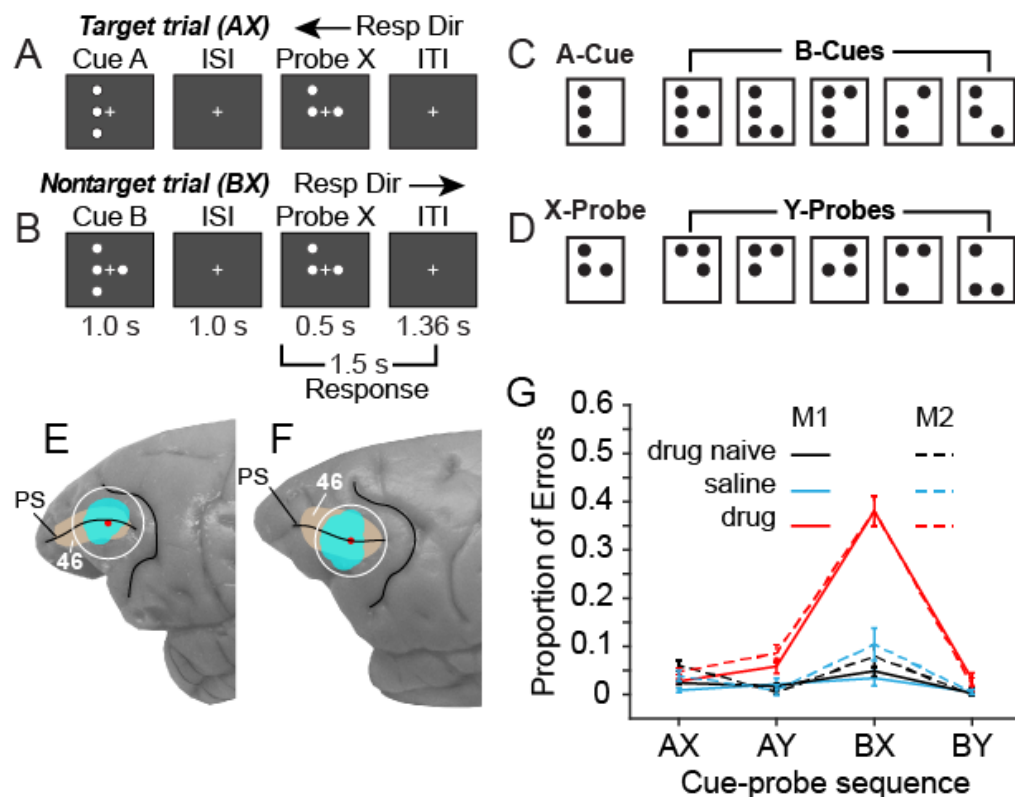 Target trial (AX) Resp Dir
A Cue A ISI Probe X ITI
Nontarget trial (BX) Resp Dir
B Cue B ISI Probe X ITI
1.0 s 1.0 s 0.5 s 1.36 s
1.5 s
Response
C A-Cue B-Cues
D X-Probe Y-Probes
E
PS
46
F
46
PS
G
M1 M2
drug naive
saline
drug
Proportion of Errors
0.6
0.5
0.4
0.3
0.2
0.1
0
AX AY BX BY
Cue-probe sequence